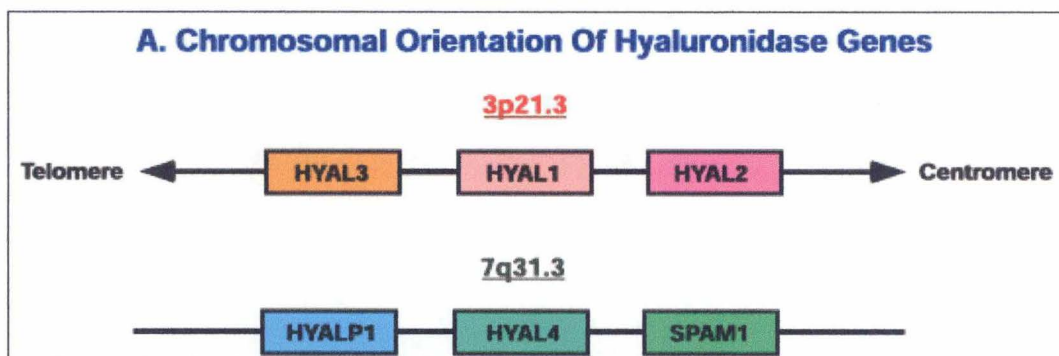 A. Chromosomal Orientation Of Hyaluronidase Genes
3p21.3
Telomere HYAL3 HYAL1 HYAL2 Centromere
7q31.3
HYALP1 HYAL4 SPAM1